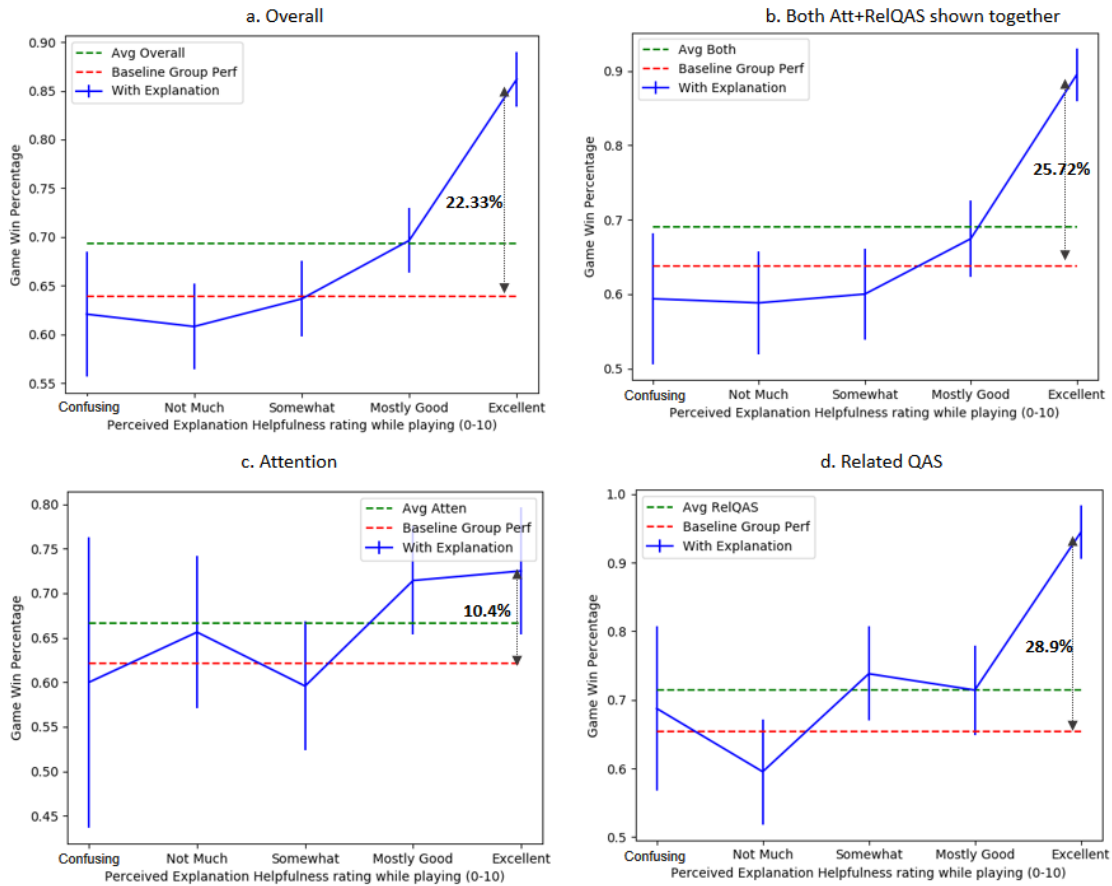 a. Overall
Game Win Percentage
0.90
0.85
0.80
0.75
0.70
0.65
0.60
0.55
Avg Overall
Baseline Group Perf
With Explanation
22.33%
Confusing Not Much Somewhat Mostly Good Excellent
Perceived Explanation Helpfulness rating while playing (0-10)
b. Both Att+RelQAS shown together
Game Win Percentage
0.9
0.8
0.7
0.6
0.5
Avg Both
Baseline Group Perf
With Explanation
25.72%
Confusing Not Much Somewhat Mostly Good Excellent
Perceived Explanation Helpfulness rating while playing (0-10)
c. Attention
Game Win Percentage
0.80
0.75
0.70
0.65
0.60
0.55
0.50
0.45
Avg Atten
Baseline Group Perf
With Explanation
10.4%
Confusing Not Much Somewhat Mostly Good Excellent
Perceived Explanation Helpfulness rating while playing (0-10)
d. Related QAS
Game Win Percentage
1.0
0.9
0.8
0.7
0.6
0.5
Avg RelQAS
Baseline Group Perf
With Explanation
28.9%
Confusing Not Much Somewhat Mostly Good Excellent
Perceived Explanation Helpfulness rating while playing (0-10)